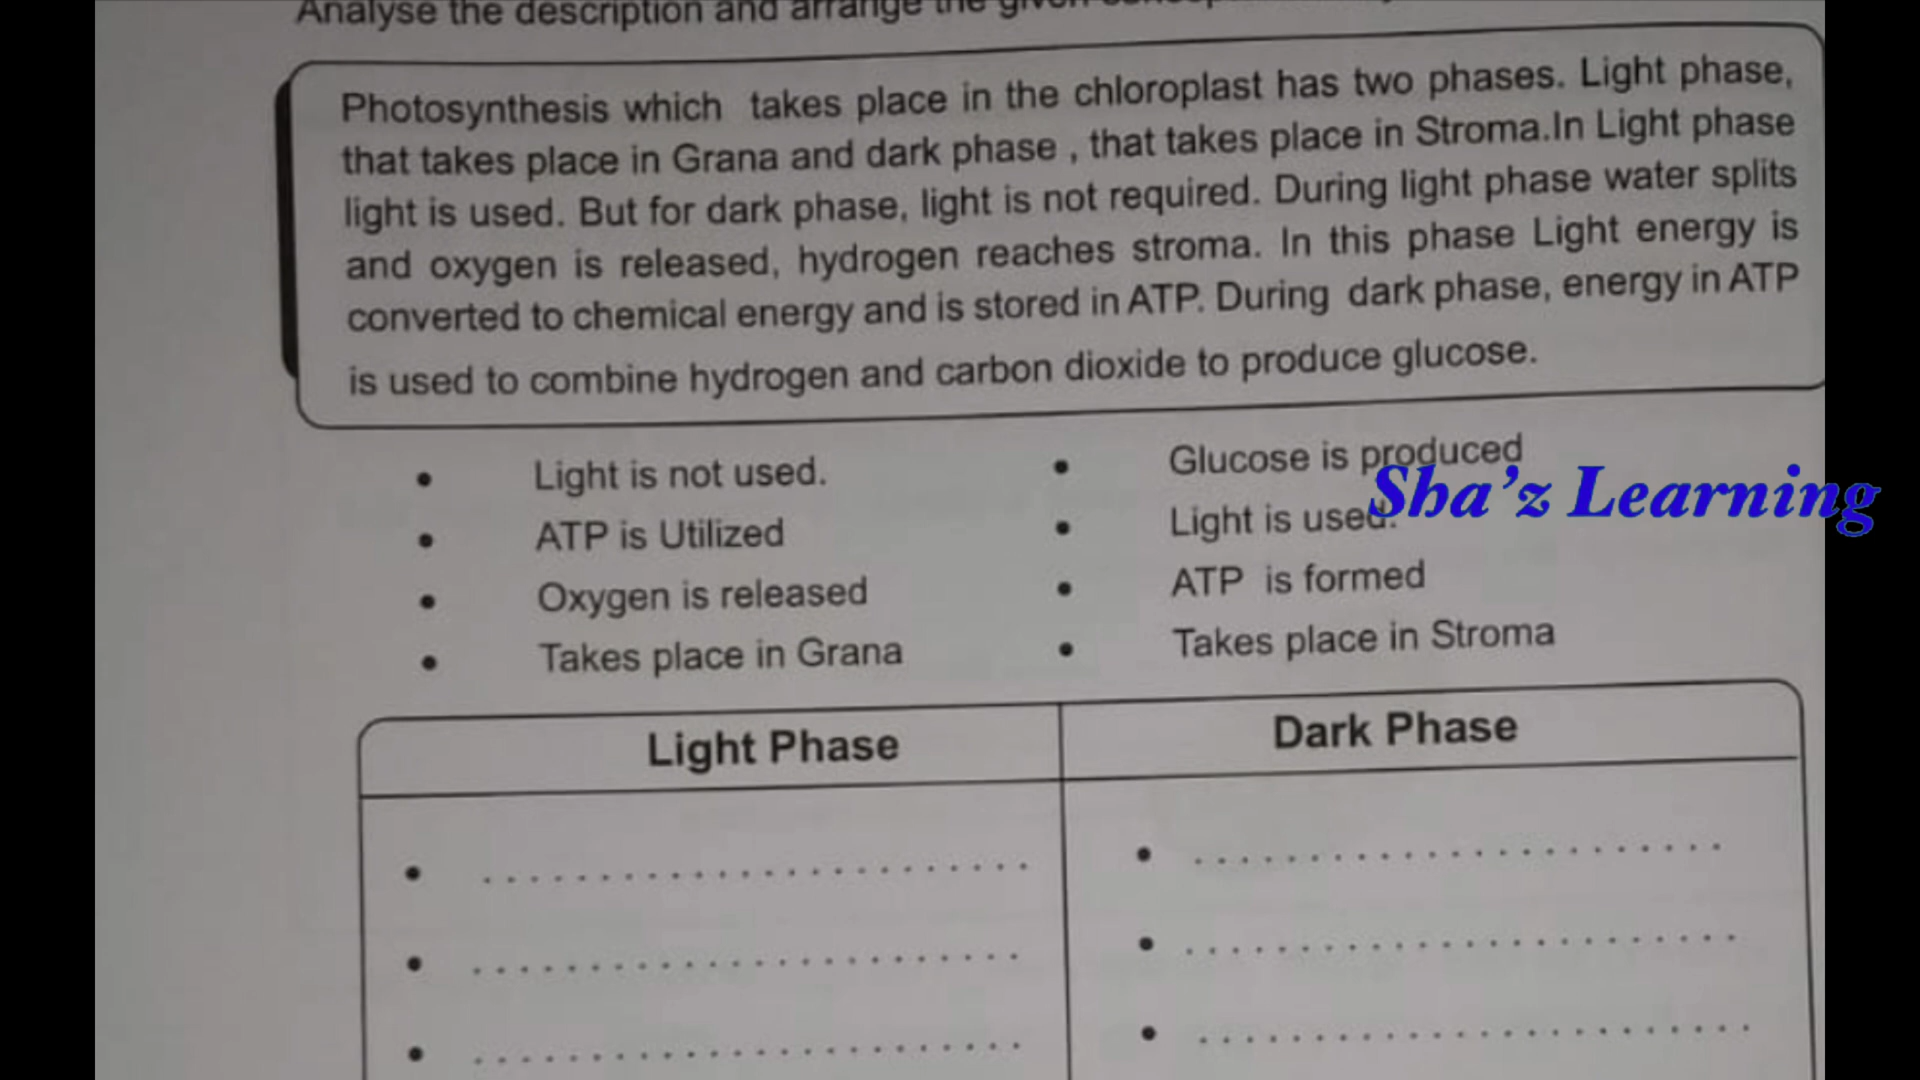 Analyse the description and arrange the given
Photosynthesis which takes place in the chloroplast has two phases. Light phase,
that takes place in Grana and dark phase , that takes place in Stroma.In Light phase
light is used. But for dark phase, light is not required. During light phase water splits
and oxygen is released, hydrogen reaches stroma. In this phase Light energy is
converted to chemical energy and is stored in ATP. During dark phase, energy in ATP
is used to combine hydrogen and carbon dioxide to produce glucose.
• Light is not used.
• ATP is Utilized
• Oxygen is released
• Takes place in Grana
• Glucose is produced
• Light is used.
• ATP is formed
• Takes place in Stroma
Sha'z Learning
Light Phase
Dark Phase